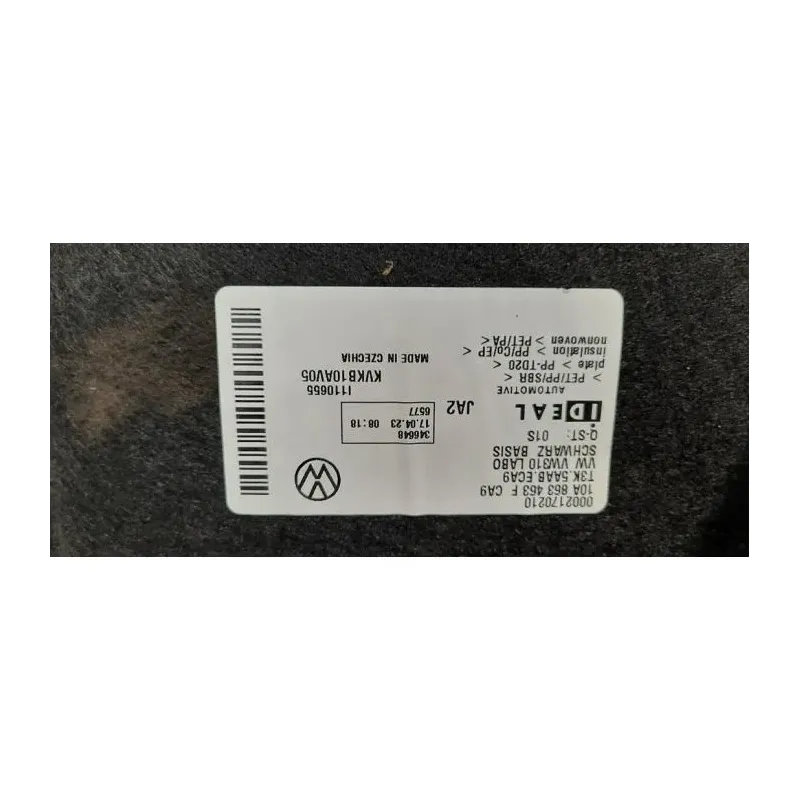 0002170210
10A 863 463 F CA9
T3K.5AAB.ECA9
VW VW310 LABO
SCHWARZ BASIS
Q-ST: 01S
IDEAL
AUTOMOTIVE
> PET/PP/SBR <
plate > PP-TD20 <
insulation > PP/Co/EP <
nonwoven > PET/PA<
346648
17.04.23 08:18
6577
JA2
I110655
KVKB10AV05
MADE IN CZECHIA